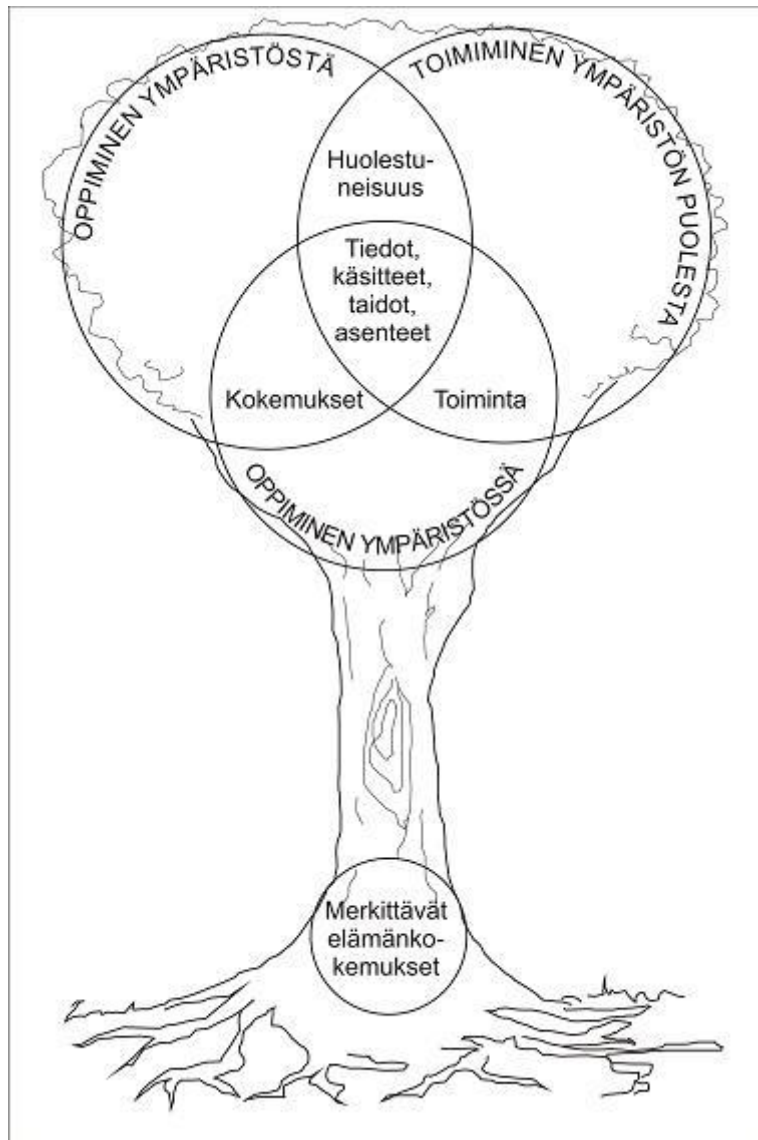 OPPIMINEN YMPÄRISTÖSTÄ
TOIMIMINEN YMPÄRISTÖN PUOLESTA
Huolestu-
neisuus
Tiedot,
käsitteet,
taidot,
asenteet
Kokemukset
Toiminta
OPPIMINEN YMPÄRISTÖSSÄ
Merkittävät
elämänko-
kemukset